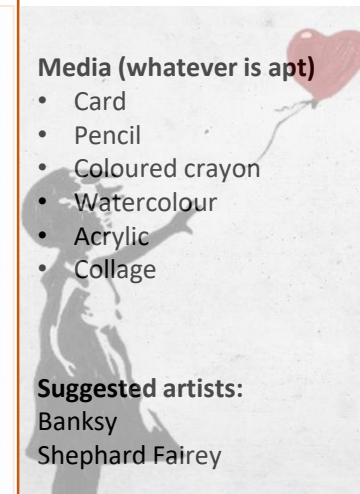 Media (whatever is apt)
• Card
• Pencil
• Coloured crayon
• Watercolour
• Acrylic
• Collage
Suggested artists:
Banksy
Shephard Fairey